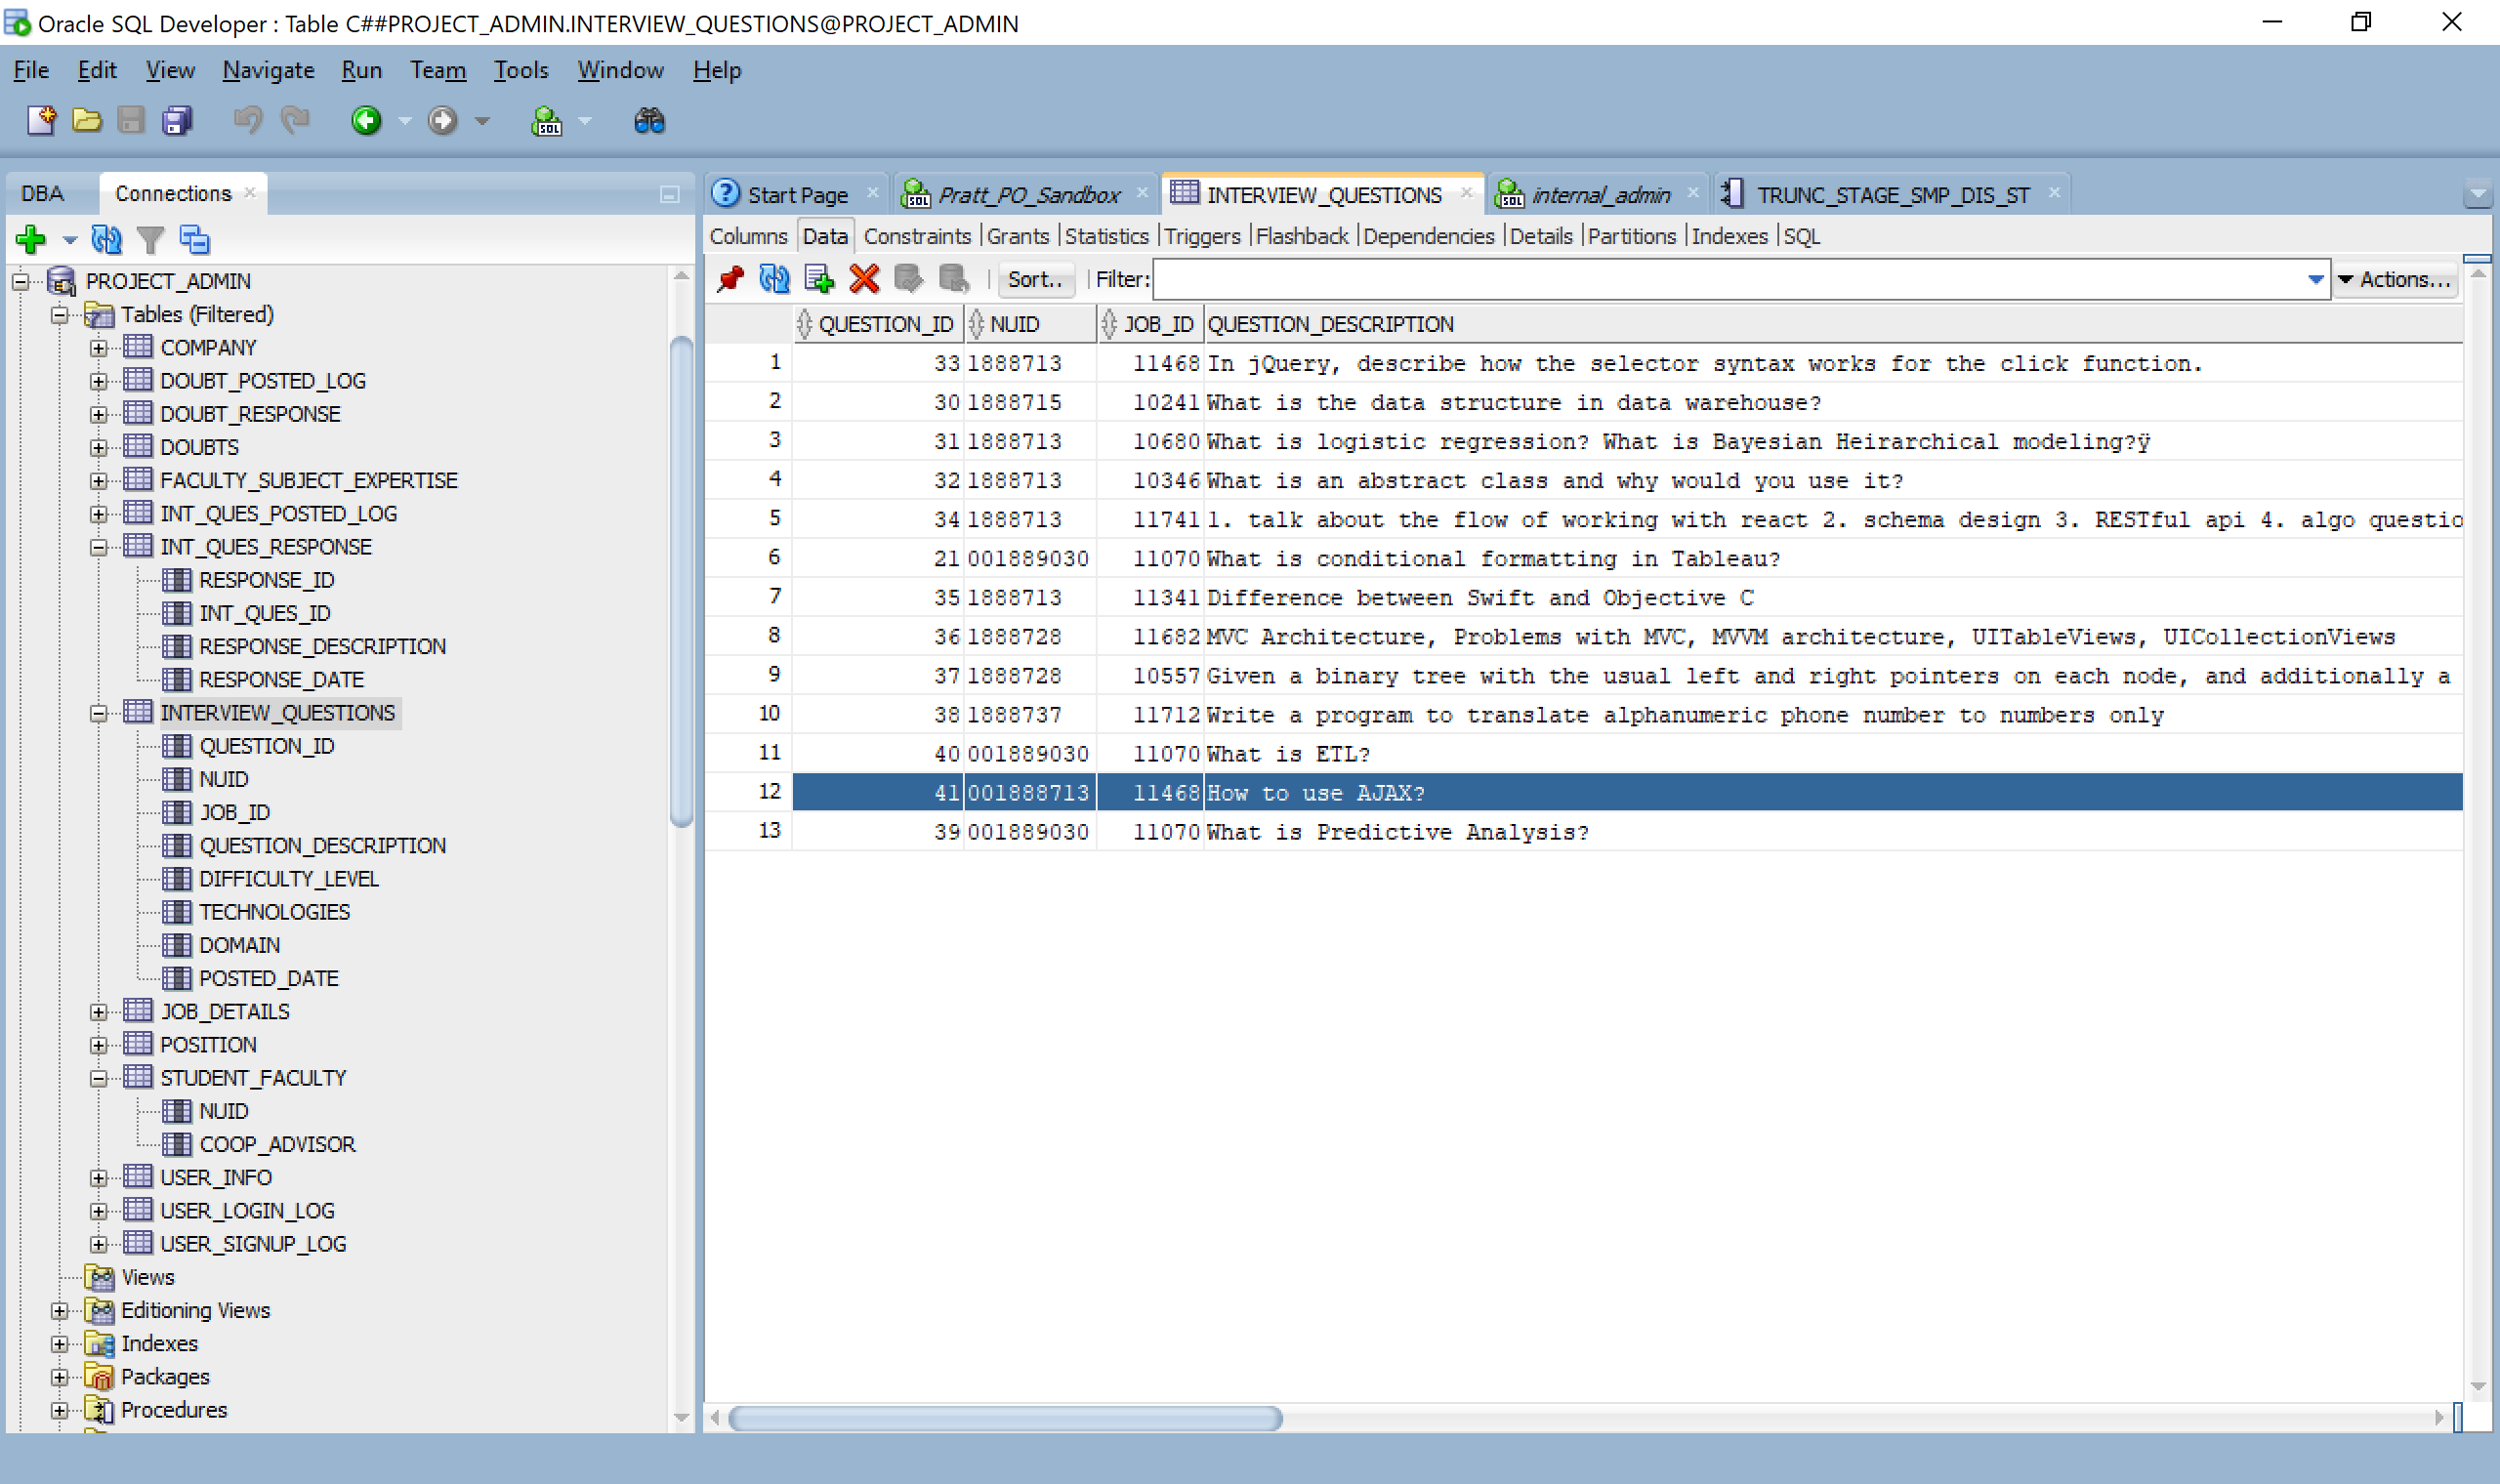 Oracle SQL Developer : Table C##PROJECT_ADMIN.INTERVIEW_QUESTIONS@PROJECT_ADMIN
File Edit View Navigate Run Team Tools Window Help
SQL
DBA Connections
PROJECT_ADMIN
Tables (Filtered)
COMPANY
DOUBT_POSTED_LOG
DOUBT_RESPONSE
DOUBTS
FACULTY_SUBJECT_EXPERTISE
INT_QUES_POSTED_LOG
INT_QUES_RESPONSE
RESPONSE_ID
INT_QUES_ID
RESPONSE_DESCRIPTION
RESPONSE_DATE
INTERVIEW_QUESTIONS
QUESTION_ID
NUID
JOB_ID
QUESTION_DESCRIPTION
DIFFICULTY_LEVEL
TECHNOLOGIES
DOMAIN
POSTED_DATE
JOB_DETAILS
POSITION
STUDENT_FACULTY
NUID
COOP_ADVISOR
USER_INFO
USER_LOGIN_LOG
USER_SIGNUP_LOG
Views
Editioning Views
Indexes
Packages
Procedures
Start Page SQL Pratt_PO_Sandbox INTERVIEW_QUESTIONS SQL internal_admin TRUNC_STAGE_SMP_DIS_ST
Columns Data Constraints Grants Statistics Triggers Flashback Dependencies Details Partitions Indexes SQL
Sort.. Filter: Actions...
QUESTION_ID NUID JOB_ID QUESTION_DESCRIPTION
1 33 1888713 11468 In jQuery, describe how the selector syntax works for the click function.
2 30 1888715 10241 What is the data structure in data warehouse?
3 31 1888713 10680 What is logistic regression? What is Bayesian Heirarchical modeling?ÿ
4 32 1888713 10346 What is an abstract class and why would you use it?
5 34 1888713 11741 1. talk about the flow of working with react 2. schema design 3. RESTful api 4. algo questio
6 21 001889030 11070 What is conditional formatting in Tableau?
7 35 1888713 11341 Difference between Swift and Objective C
8 36 1888728 11682 MVC Architecture, Problems with MVC, MVVM architecture, UITableViews, UICollectionViews
9 37 1888728 10557 Given a binary tree with the usual left and right pointers on each node, and additionally a
10 38 1888737 11712 Write a program to translate alphanumeric phone number to numbers only
11 40 001889030 11070 What is ETL?
12 41 001888713 11468 How to use AJAX?
13 39 001889030 11070 What is Predictive Analysis?